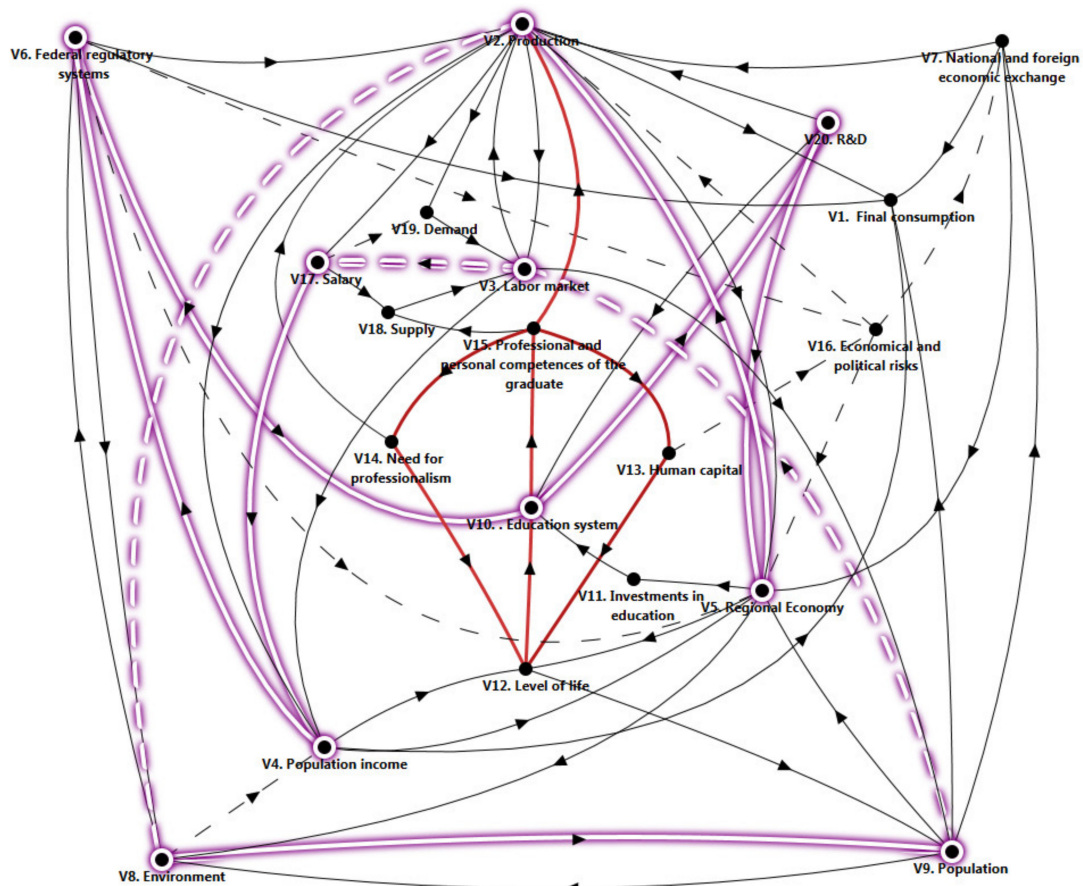 V2. Production
V6. Federal regulatory
systems
V7. National and foreign
economic exchange
V20. R&D
V1. Final consumption
V19. Demand
V17. Salary
V3. Labor market
V18. Supply
V15. Professional and
personal competences of the
graduate
V16. Economical and
political risks
V14. Need for
professionalism
V13. Human capital
V10. . Education system
V11. Investments in
education
V5. Regional Economy
V12. Level of life
V4. Population income
V8. Environment
V9. Population